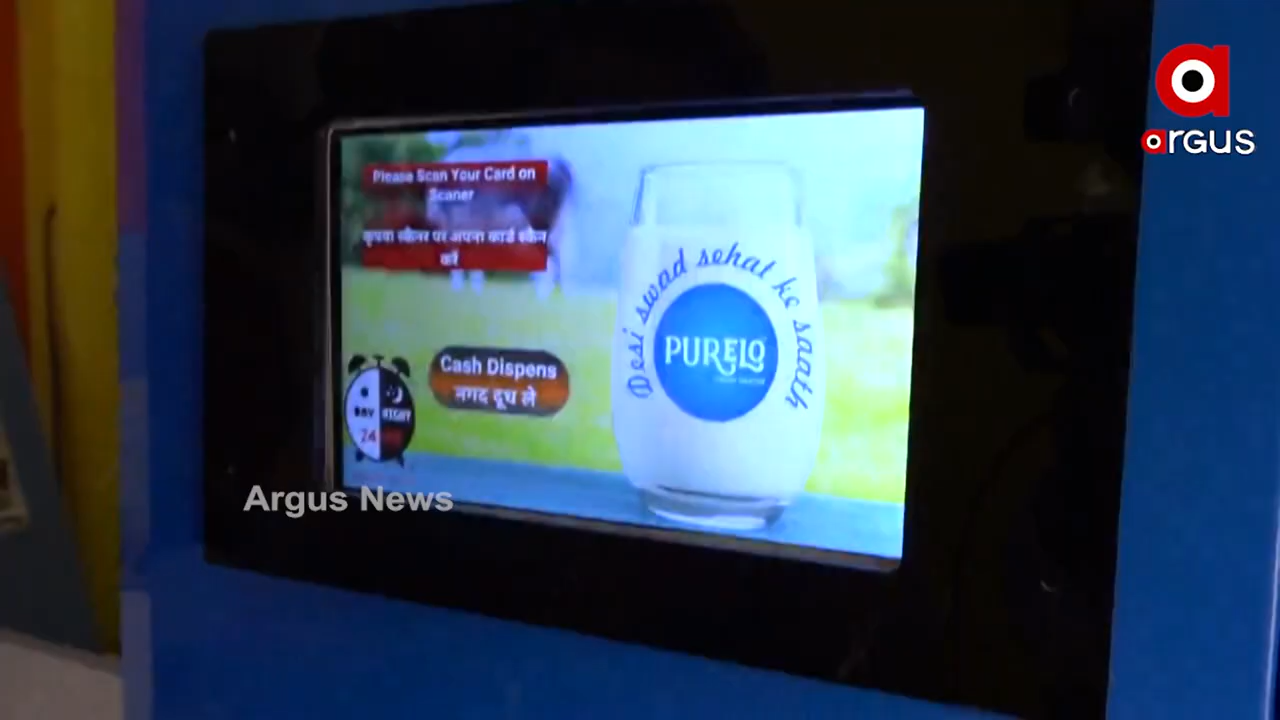 argus
Please Scan Your Card on
Scaner
कृपया स्कैनर पर अपना कार्ड स्कैन
करें
Desi swad sehat ke saath
PURELO
Cash Dispens
नगद दूध ले
DAY
24
Argus News